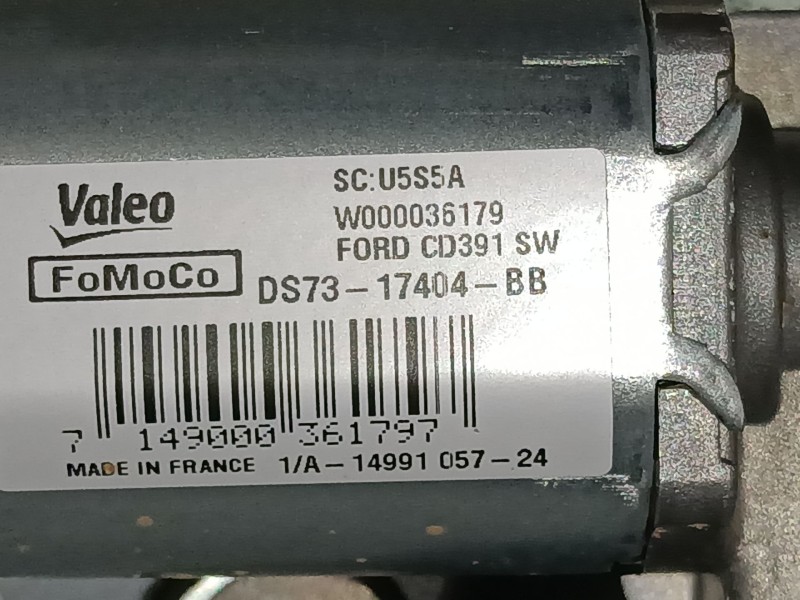 Valeo
SC:U5S5A
W000036179
FORD CD391 SW
FoMoCo
DS73-17404-BB
7 149000 361797
MADE IN FRANCE 1/A-14991 057-24